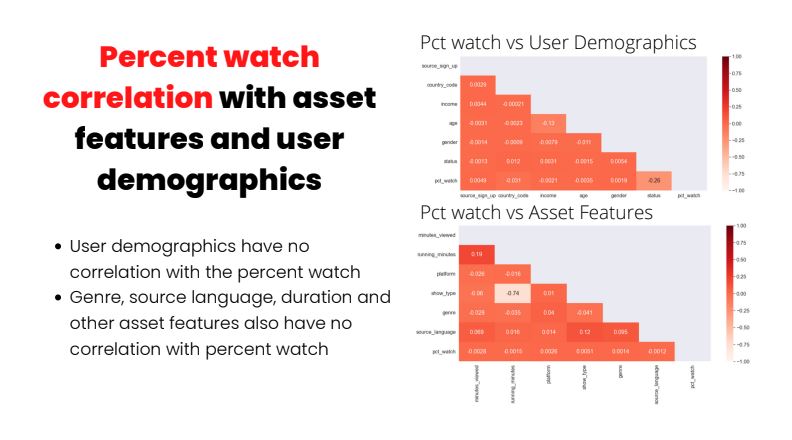 Percent watch
correlation with asset
features and user
demographics
User demographics have no
correlation with the percent watch
Genre, source language, duration and
other asset features also have no
correlation with percent watch
Pct watch vs User Demographics
source_sign_up
country_code 0.0029
income 0.0044 -0.00021
age -0.0031 -0.0023 -0.13
gender -0.0014 -0.0009 -0.0079 -0.011
status -0.0013 0.012 0.0031 -0.0015 0.0054
pct_watch 0.0049 -0.031 -0.0021 -0.0035 0.0019 -0.26
source_sign_up country_code income age gender status pct_watch
1.00
0.75
0.50
0.25
0.00
-0.25
-0.50
-0.75
-1.00
Pct watch vs Asset Features
minutes_viewed
running_minutes 0.19
platform -0.026 -0.016
show_type -0.06 -0.74 0.01
genre -0.028 -0.035 0.04 -0.041
source_language 0.069 0.016 0.014 0.12 0.095
pct_watch -0.0028 -0.0015 0.0026 0.0051 0.0014 -0.0012
minutes_viewed running_minutes platform show_type genre source_language pct_watch
1.00
0.75
0.50
0.25
0.00
-0.25
-0.50
-0.75
-1.00